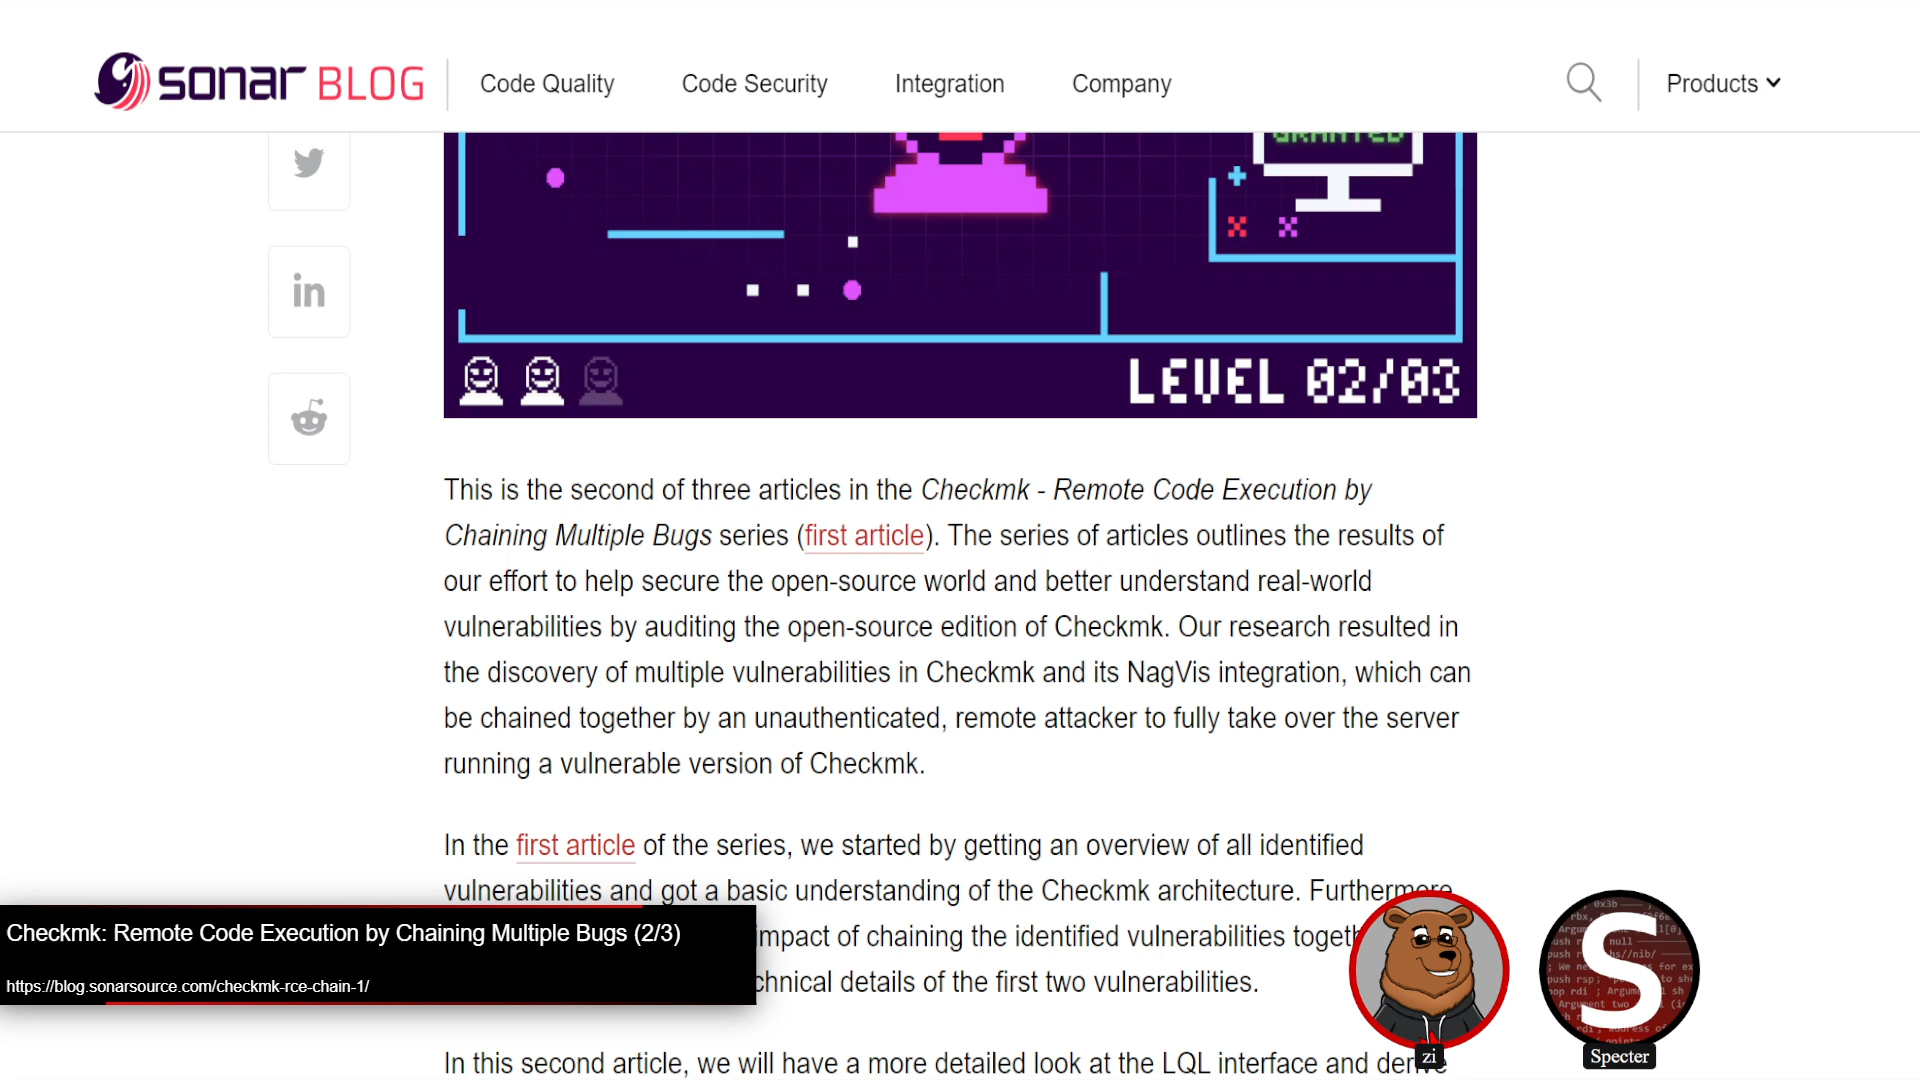 sonar BLOG
Code Quality
Code Security
Integration
Company
Products
GRANTED
LEVEL 02/03
This is the second of three articles in the Checkmk - Remote Code Execution by
Chaining Multiple Bugs series (first article). The series of articles outlines the results of
our effort to help secure the open-source world and better understand real-world
vulnerabilities by auditing the open-source edition of Checkmk. Our research resulted in
the discovery of multiple vulnerabilities in Checkmk and its NagVis integration, which can
be chained together by an unauthenticated, remote attacker to fully take over the server
running a vulnerable version of Checkmk.
In the first article of the series, we started by getting an overview of all identified
vulnerabilities and got a basic understanding of the Checkmk architecture. Furthermore
impact of chaining the identified vulnerabilities
technical details of the first two vulnerabilities.
In this second article, we will have a more detailed look at the LQL interface and derive
Checkmk: Remote Code Execution by Chaining Multiple Bugs (2/3)
https://blog.sonarsource.com/checkmk-rce-chain-1/
zi
S
Specter